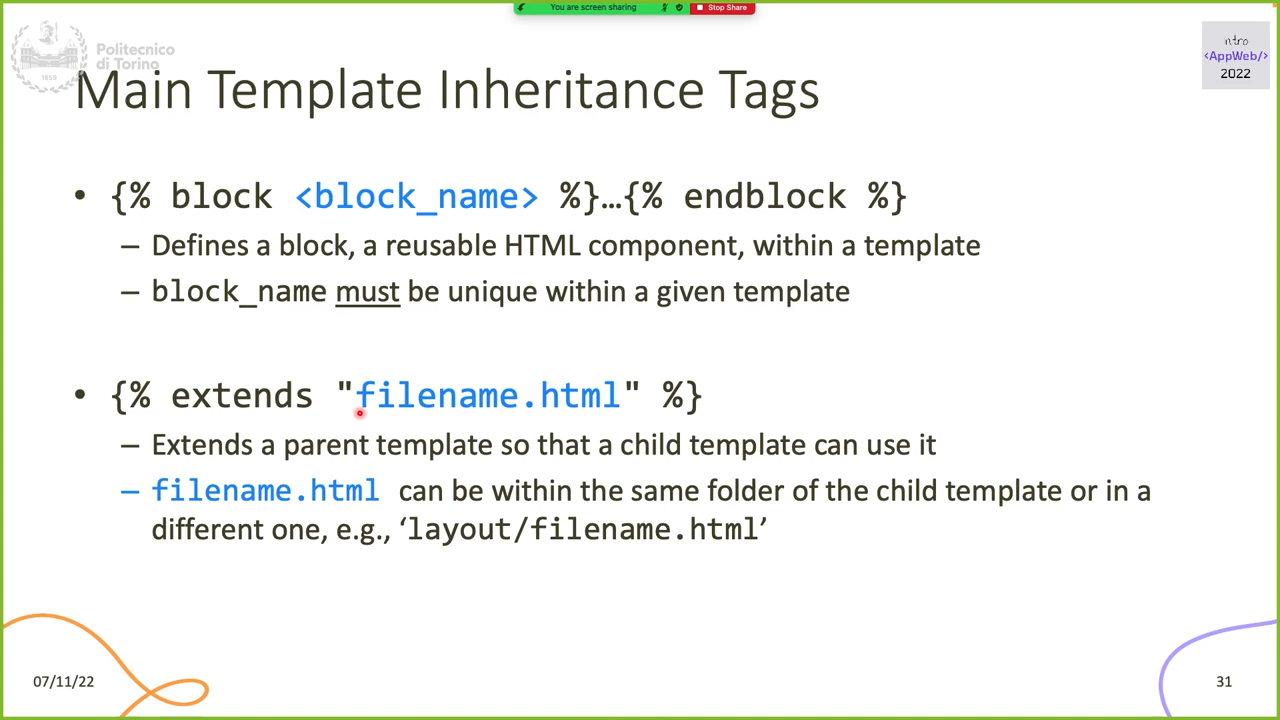 You are screen sharing
Stop Share
Politecnico
di Torino
1859
intro
<AppWeb/>
2022
Main Template Inheritance Tags
• {% block <block_name> %}…{% endblock %}
– Defines a block, a reusable HTML component, within a template
– block_name must be unique within a given template
• {% extends "filename.html" %}
– Extends a parent template so that a child template can use it
– filename.html can be within the same folder of the child template or in a
different one, e.g., ‘layout/filename.html’
07/11/22
31